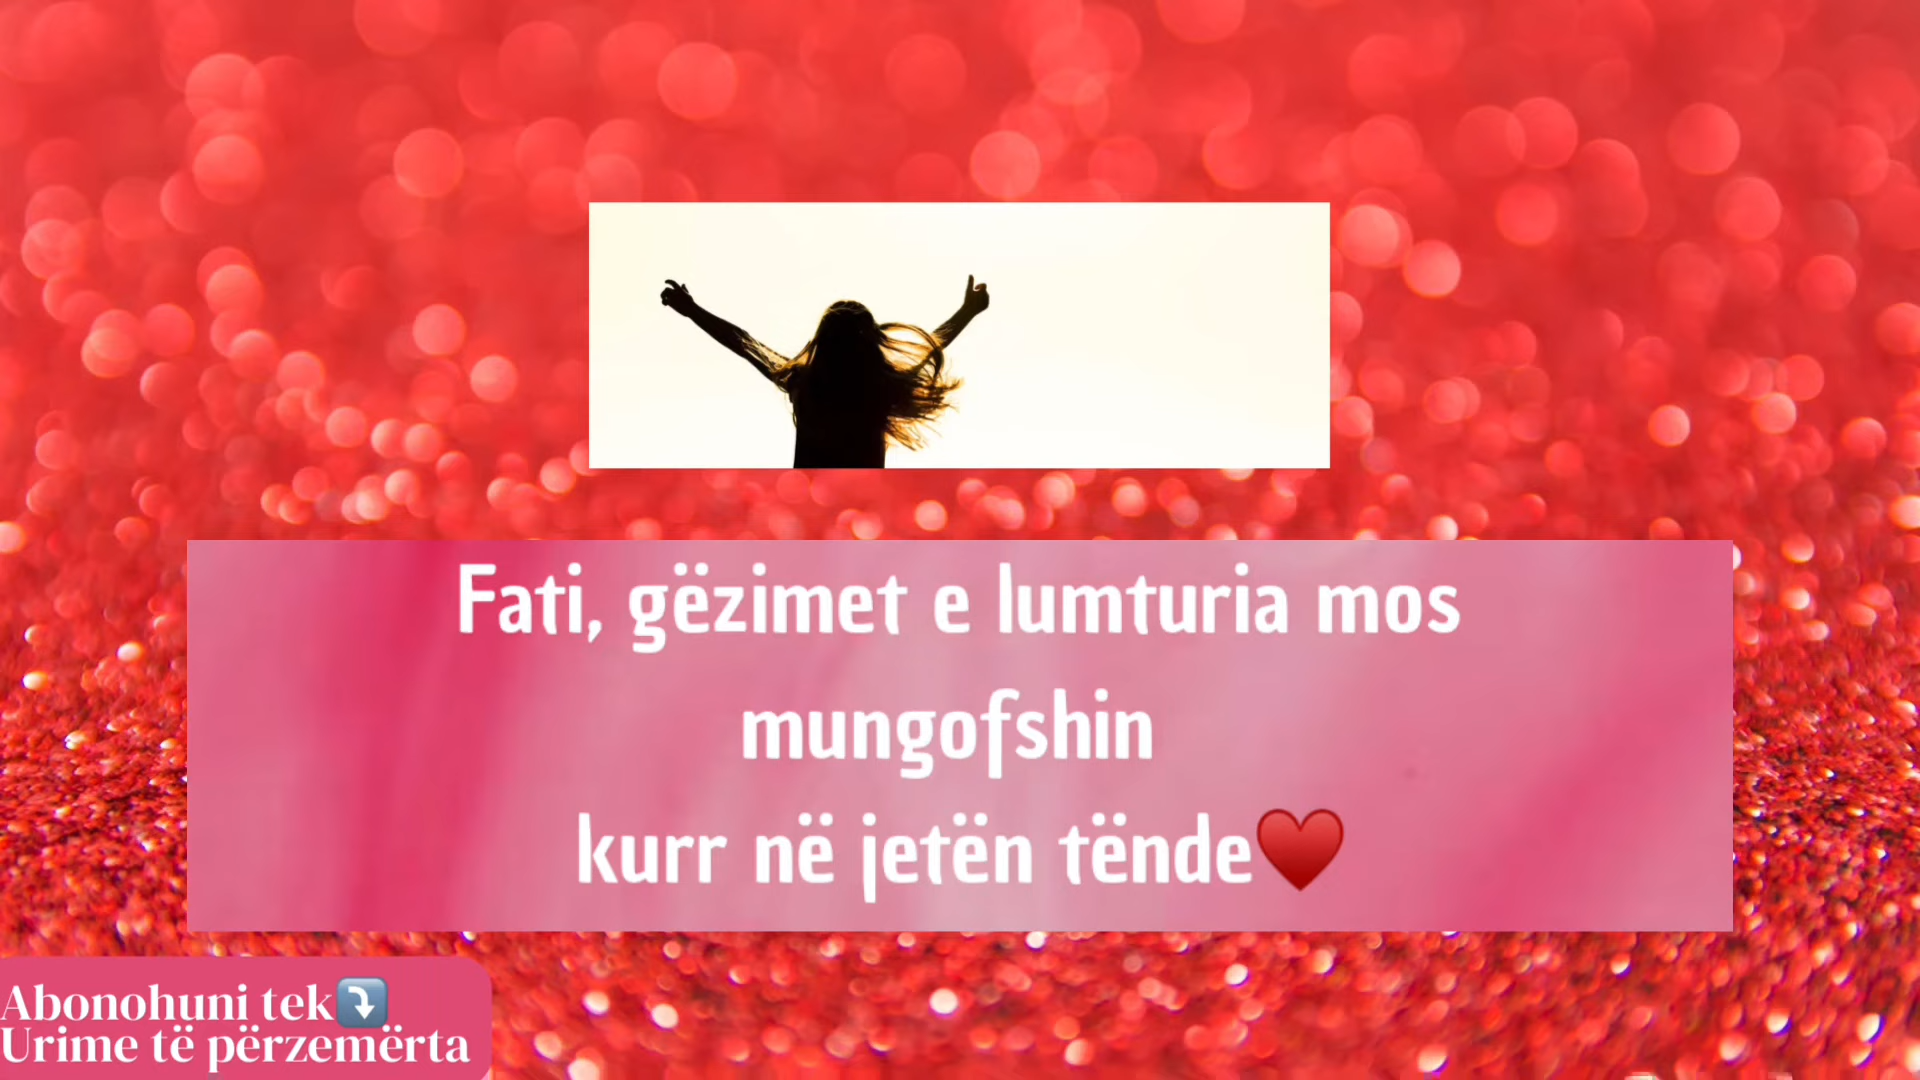 Fati, gëzimet e lumturia mos
mungofshin
kurr në jetën tënde♥️
Abonohuni tek⤵️
Urime të përzemërta